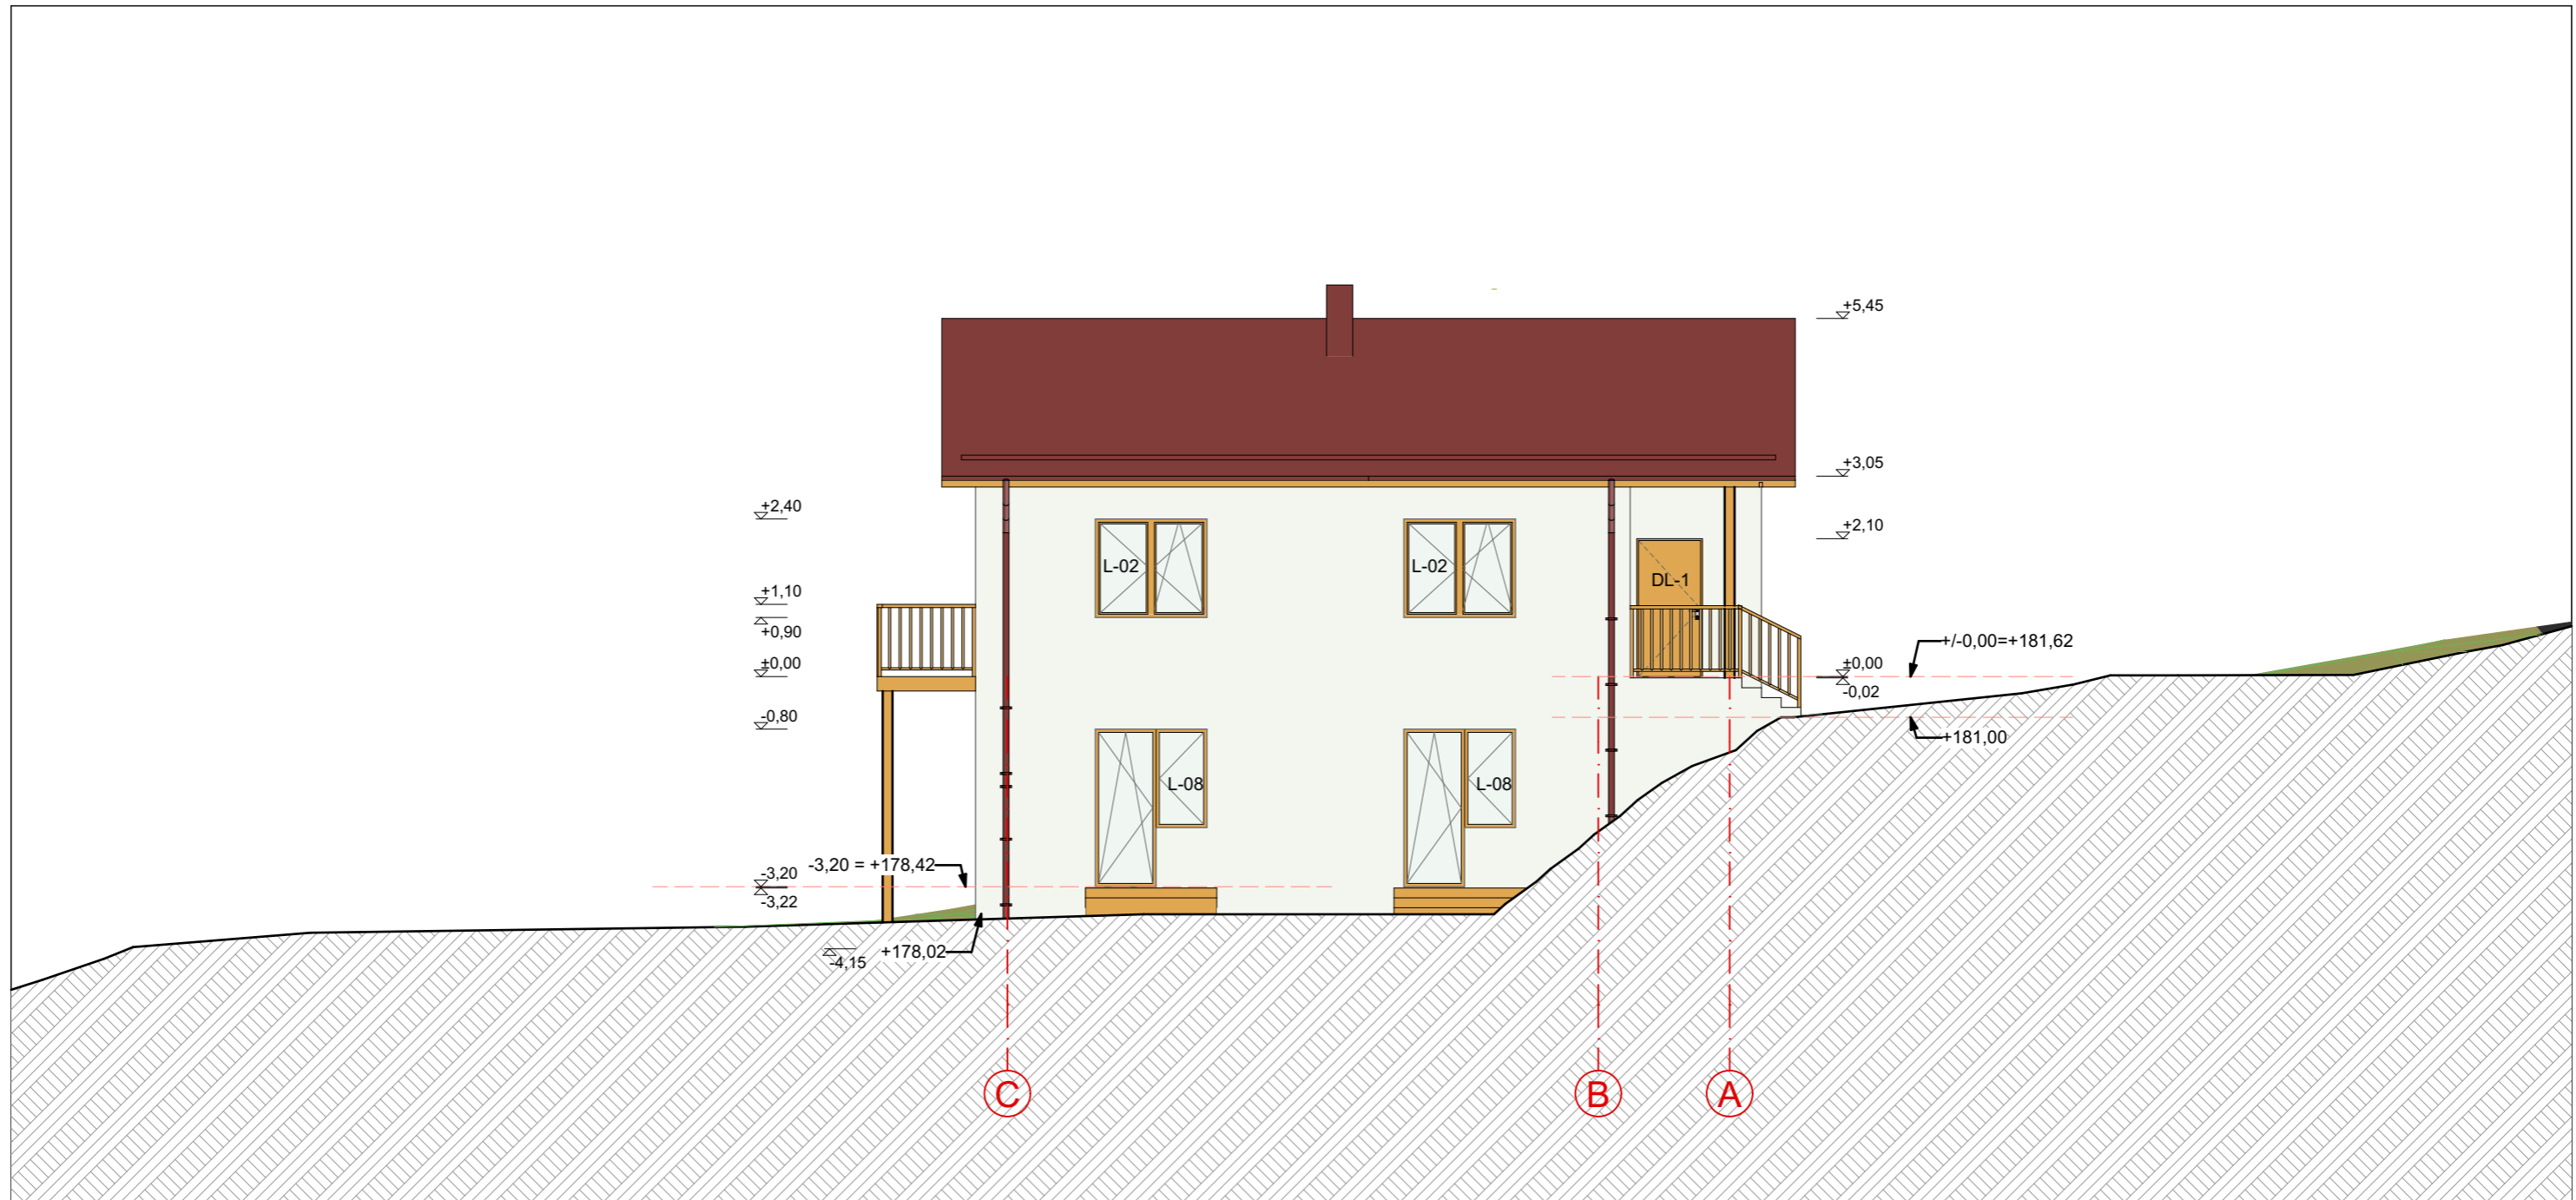 +5,45
+3,05
+2,40
+2,10
L-02
L-02
DL-1
+1,10
+0,90
+/-0,00=+181,62
±0,00
±0,00
-0,02
-0,80
+181,00
L-08
L-08
-3,20 = +178,42
-3,20
-3,22
+178,02
-4,15
C
B
A